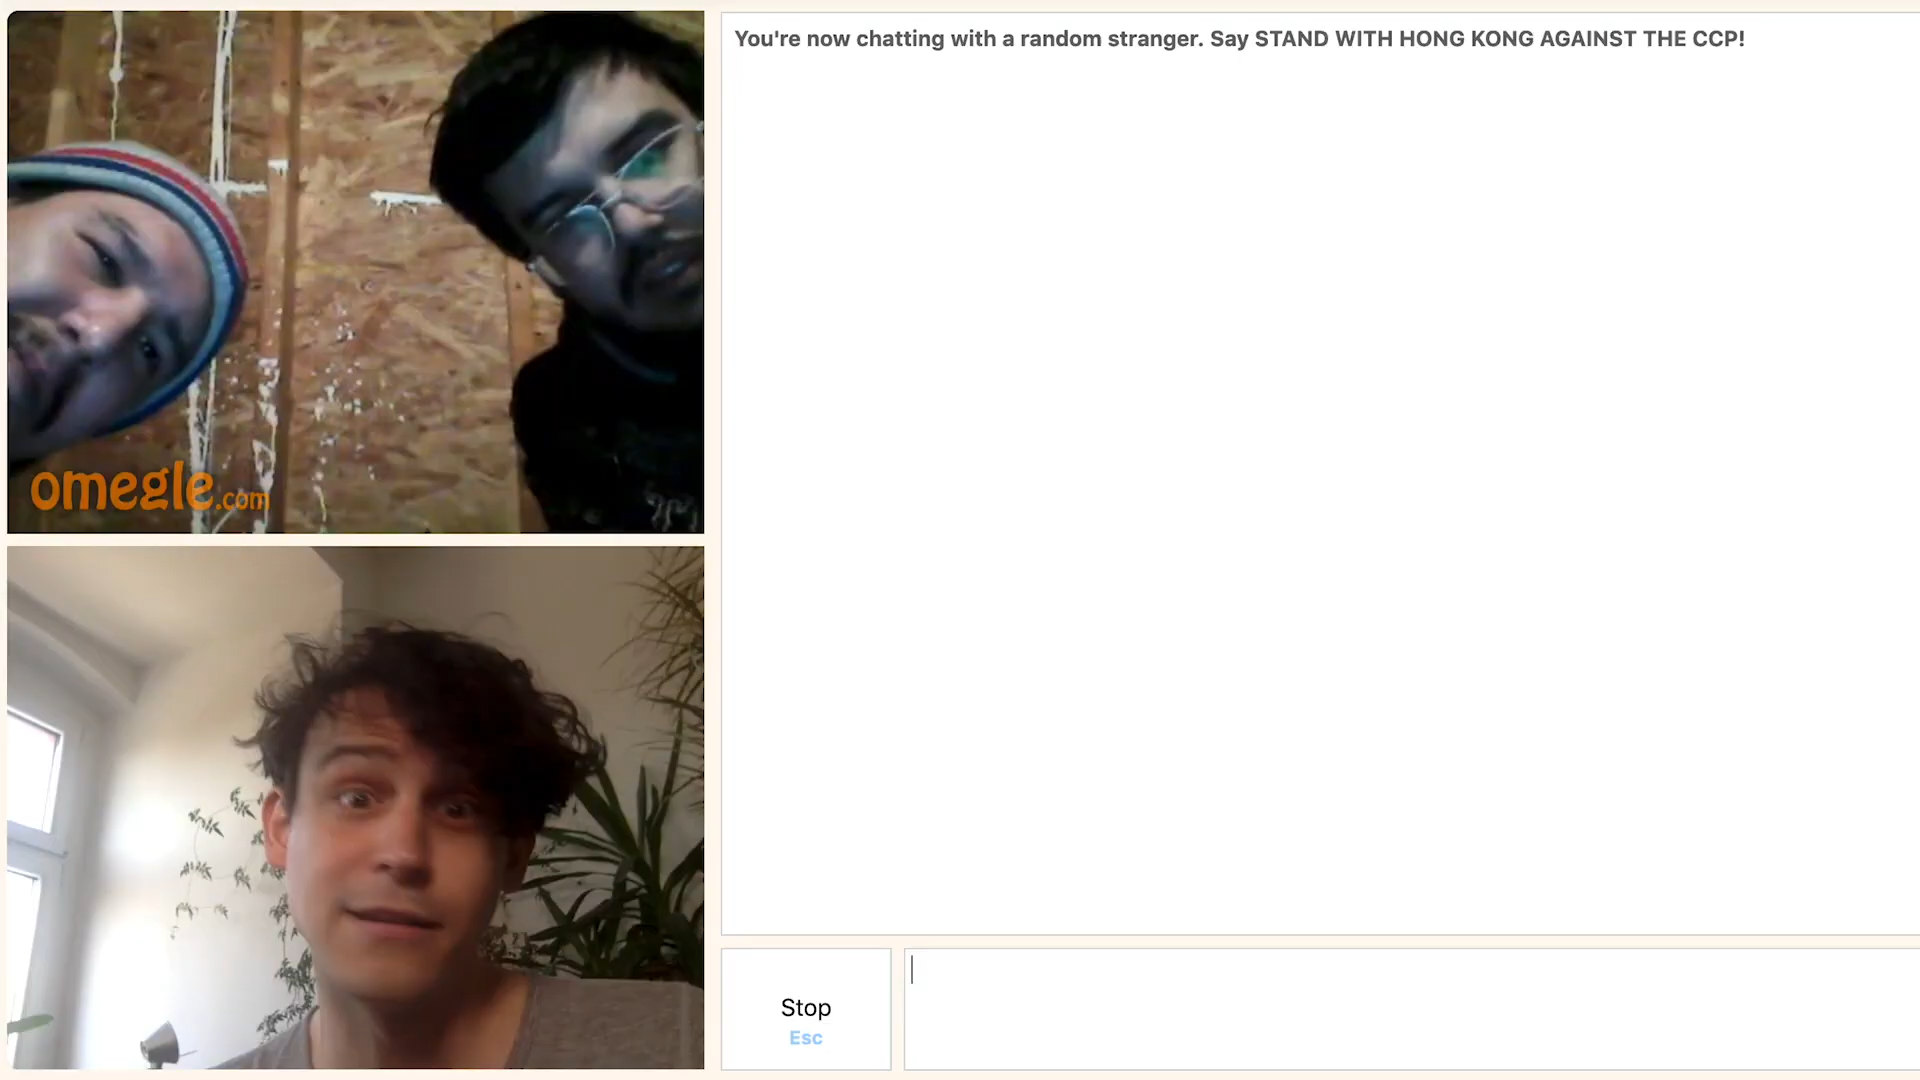 You're now chatting with a random stranger. Say STAND WITH HONG KONG AGAINST THE CCP!
omegle.com
Stop
Esc